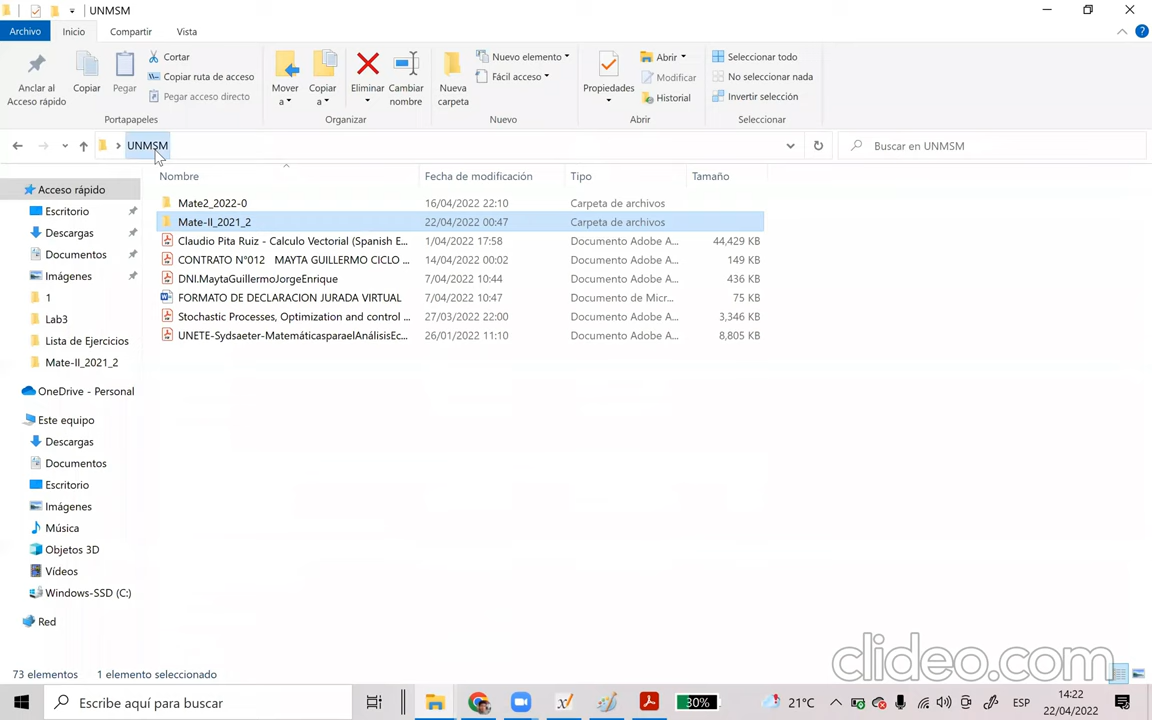 UNMSM
Archivo Inicio Compartir Vista
Anclar al Acceso rápido
Copiar
Pegar
Cortar
Copiar ruta de acceso
Pegar acceso directo
Portapapeles
Mover a
Copiar a
Eliminar
Cambiar nombre
Organizar
Nueva carpeta
Nuevo elemento
Fácil acceso
Nuevo
Propiedades
Abrir
Modificar
Historial
Abrir
Seleccionar todo
No seleccionar nada
Invertir selección
Seleccionar
UNMSM
Buscar en UNMSM
Acceso rápido
Escritorio
Descargas
Documentos
Imágenes
1
Lab3
Lista de Ejercicios
Mate-II_2021_2
OneDrive - Personal
Este equipo
Descargas
Documentos
Escritorio
Imágenes
Música
Objetos 3D
Vídeos
Windows-SSD (C:)
Red
Nombre Fecha de modificación Tipo Tamaño
Mate2_2022-0 16/04/2022 22:10 Carpeta de archivos
Mate-II_2021_2 22/04/2022 00:47 Carpeta de archivos
Claudio Pita Ruiz - Calculo Vectorial (Spanish E... 1/04/2022 17:58 Documento Adobe A... 44,429 KB
CONTRATO N°012 MAYTA GUILLERMO CICLO ... 14/04/2022 00:02 Documento Adobe A... 149 KB
DNI.MaytaGuillermoJorgeEnrique 7/04/2022 10:44 Documento Adobe A... 436 KB
FORMATO DE DECLARACION JURADA VIRTUAL 7/04/2022 10:47 Documento de Micr... 75 KB
Stochastic Processes, Optimization and control ... 27/03/2022 22:00 Documento Adobe A... 3,346 KB
UNETE-Sydsaeter-MatemáticasparaelAnálisisEc... 26/01/2022 11:10 Documento Adobe A... 8,805 KB
73 elementos 1 elemento seleccionado
clideo.com
Escribe aquí para buscar
30%
21°C
ESP
14:22
22/04/2022